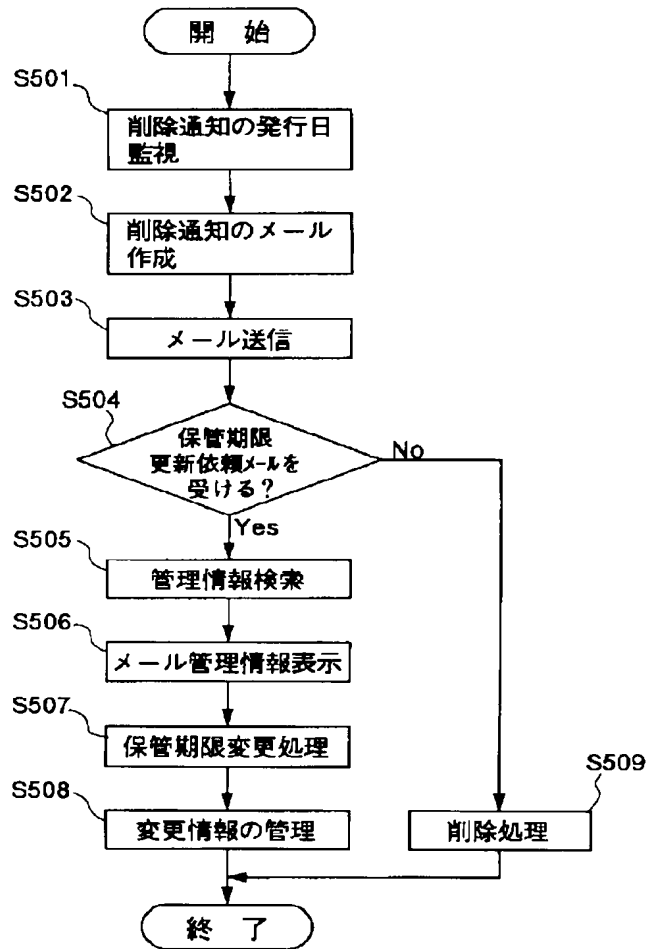 開 始
S501
削除通知の発行日
監視
S502
削除通知のメール
作成
S503
メール送信
S504
保管期限
更新依頼メールを
受ける?
No
Yes
S505
管理情報検索
S506
メール管理情報表示
S507
保管期限変更処理
S508
変更情報の管理
S509
削除処理
終 了